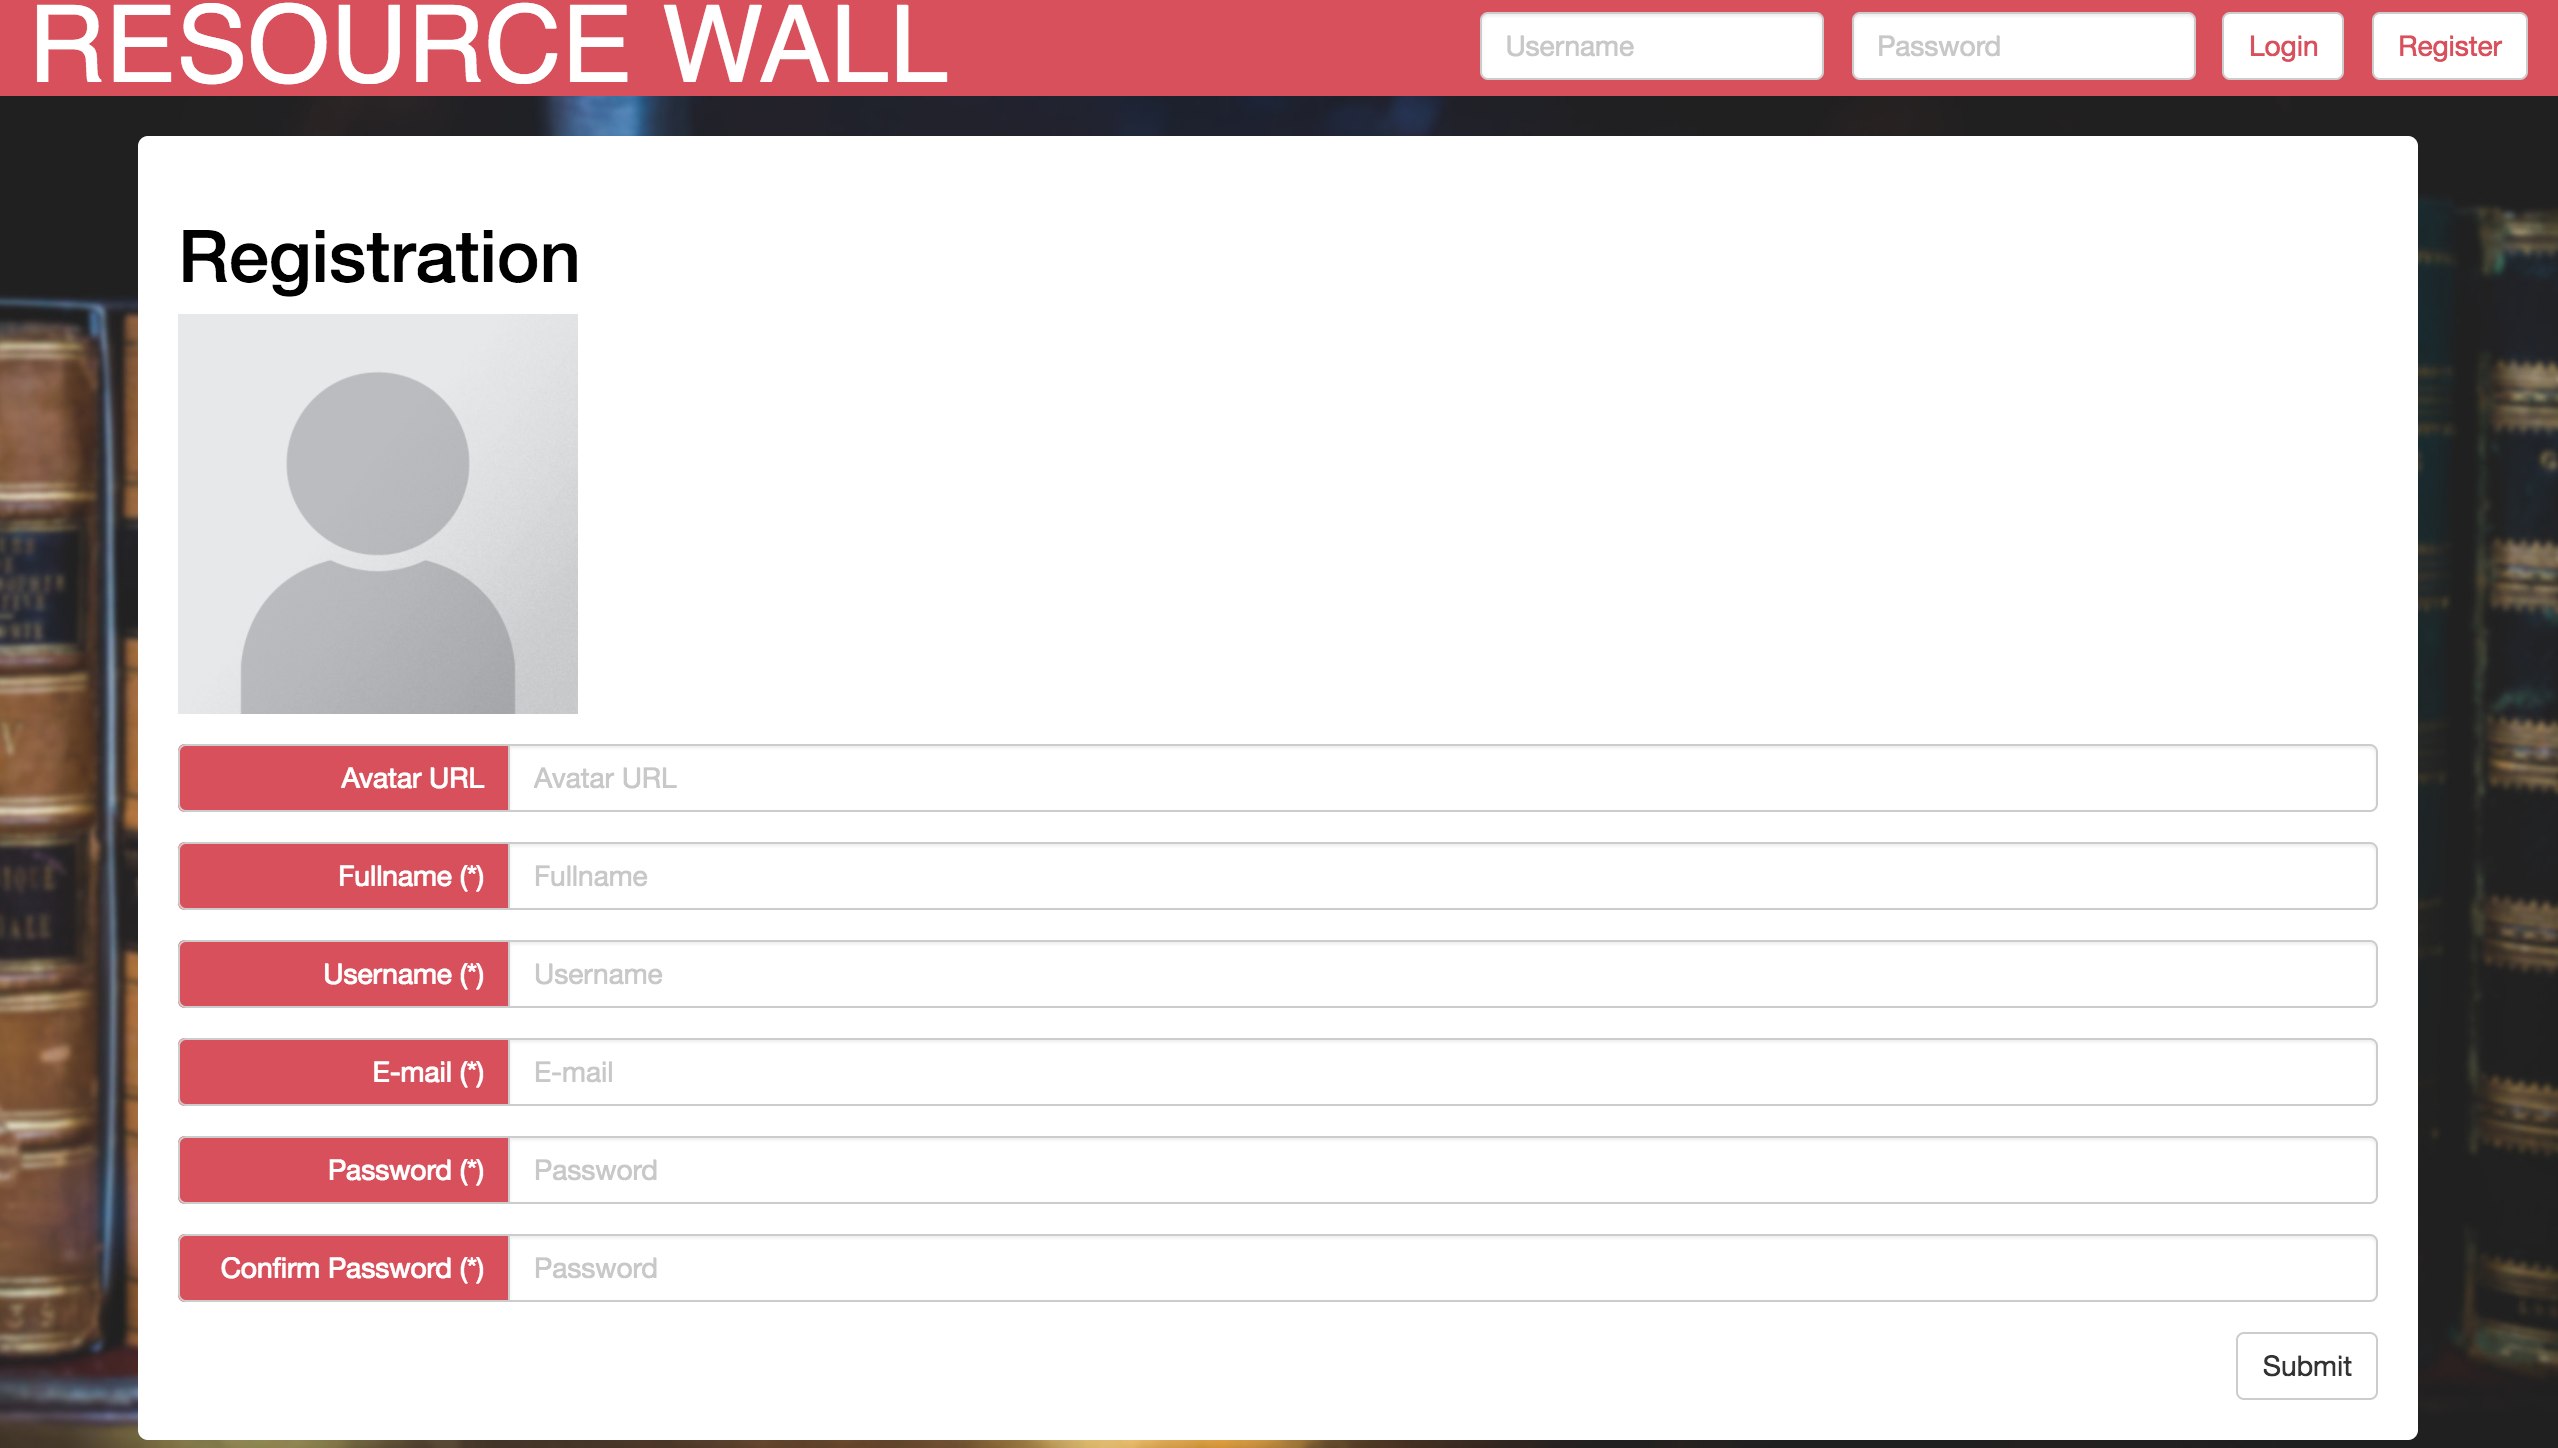 RESOURCE WALL
Username Password Login Register
Registration
Avatar URL Avatar URL
Fullname (*) Fullname
Username (*) Username
E-mail (*) E-mail
Password (*) Password
Confirm Password (*) Password
Submit